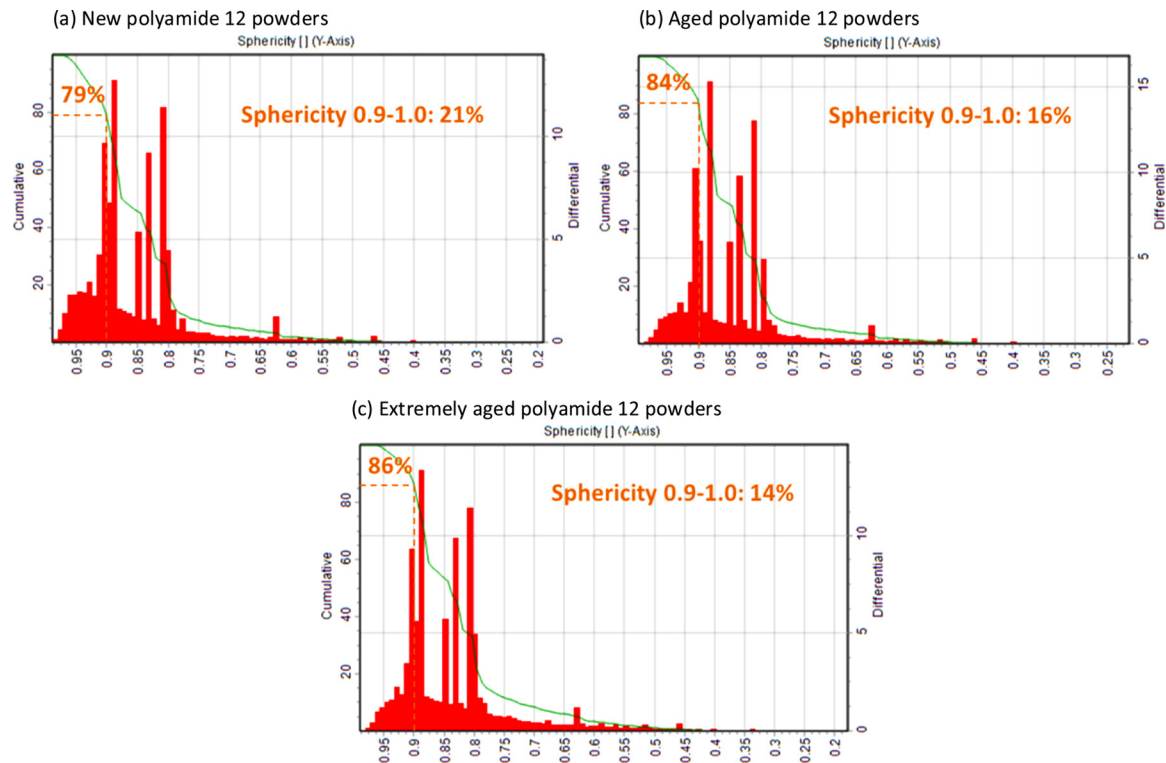 (a) New polyamide 12 powders
Sphericity [] (Y-Axis)
79%
Sphericity 0.9-1.0: 21%
Cumulative
80
60
40
20
Differential
10
5
0
0.95 0.9 0.85 0.8 0.75 0.7 0.65 0.6 0.55 0.5 0.45 0.4 0.35 0.3 0.25 0.2
(b) Aged polyamide 12 powders
Sphericity [] (Y-Axis)
84%
Sphericity 0.9-1.0: 16%
Cumulative
80
60
40
20
Differential
15
10
5
0
0.95 0.9 0.85 0.8 0.75 0.7 0.65 0.6 0.55 0.5 0.45 0.4 0.35 0.3 0.25
(c) Extremely aged polyamide 12 powders
Sphericity [] (Y-Axis)
86%
Sphericity 0.9-1.0: 14%
Cumulative
80
60
40
20
Differential
10
5
0
0.95 0.9 0.85 0.8 0.75 0.7 0.65 0.6 0.55 0.5 0.45 0.4 0.35 0.3 0.25 0.2